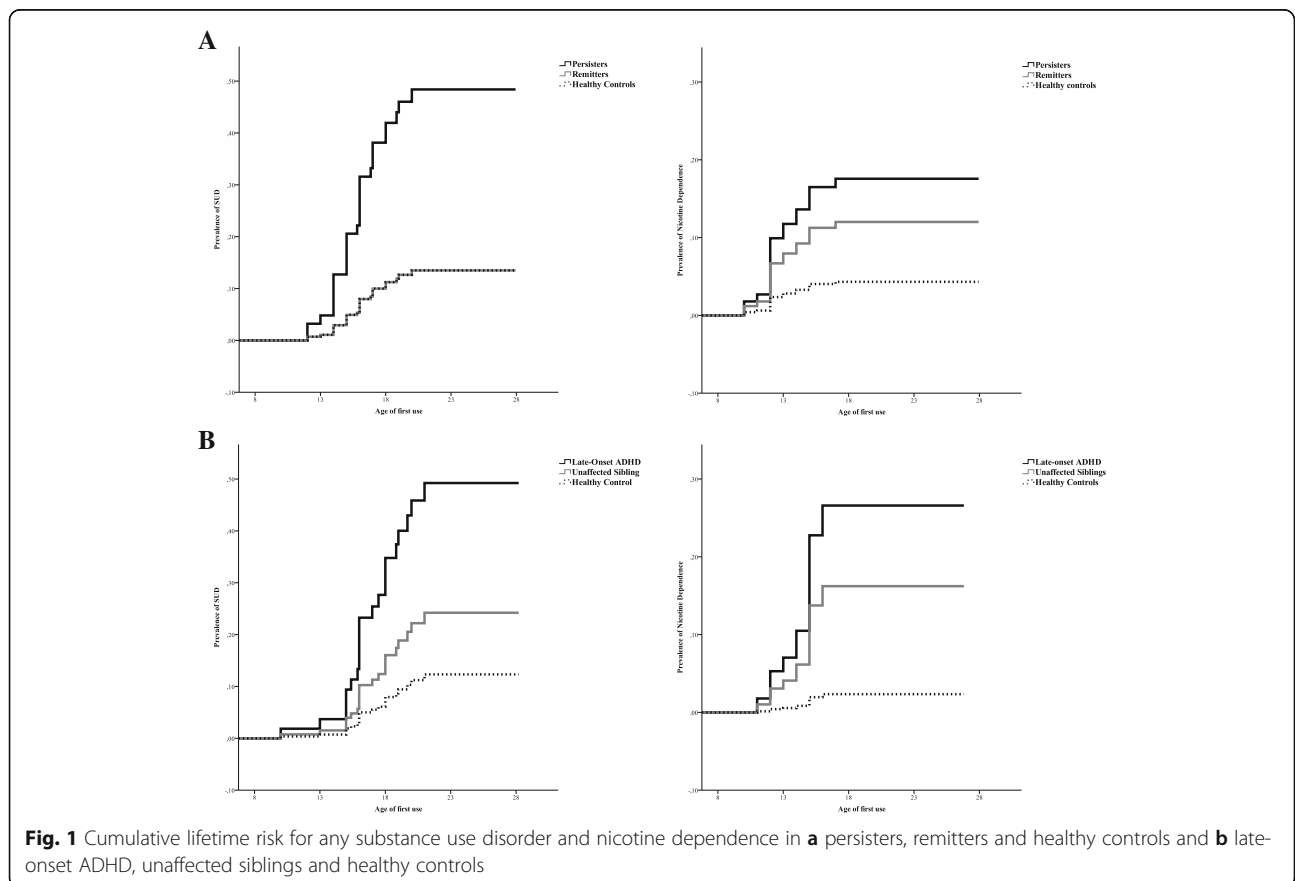 A
Persisters
Remitters
Healthy Controls
,50
,40
,30
,20
,10
,00
-,10
Prevalence of SUD
8 13 18 23 28
Age of first use
Persisters
Remitters
Healthy controls
,30
,20
,10
,00
-,10
Prevalence of Nicotine Dependence
8 13 18 23 28
Age of first use
B
Late-Onset ADHD
Unaffected Sibling
Healthy Control
,50
,40
,30
,20
,10
,00
-,10
Prevalence of SUD
8 13 18 23 28
Age of first use
Late-onset ADHD
Unaffected Siblings
Healthy Controls
,30
,20
,10
,00
-,10
Prevalence of Nicotine Dependence
8 13 18 23 28
Age of first use
Fig. 1 Cumulative lifetime risk for any substance use disorder and nicotine dependence in a persisters, remitters and healthy controls and b late-
onset ADHD, unaffected siblings and healthy controls